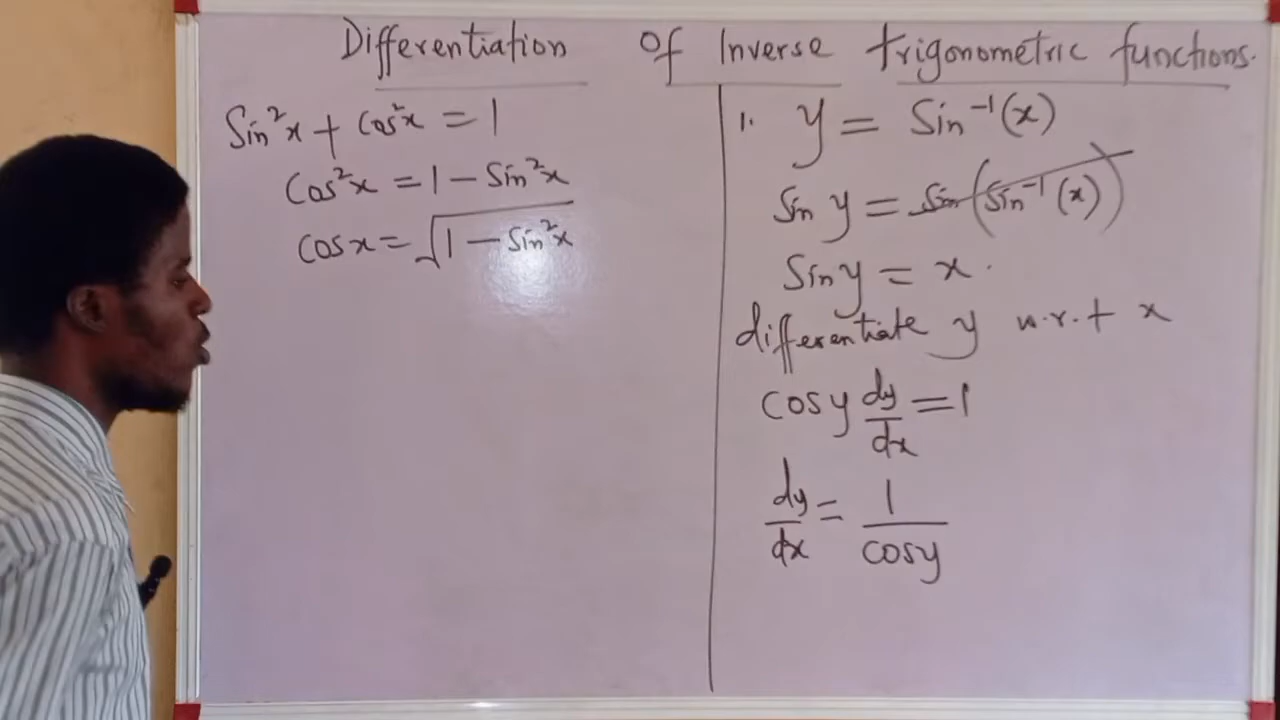 Differentiation Of Inverse trigonometric functions.
Sin²x + Cos²x = 1
Cos²x = 1 - Sin²x
Cosx = √(1 - Sin²x)
1. y = Sin⁻¹(x)
Sin y = Sin(Sin⁻¹(x))
Sin y = x.
differentiate y w.r.t x
Cosy dy/dx = 1
dy/dx = 1/cosy